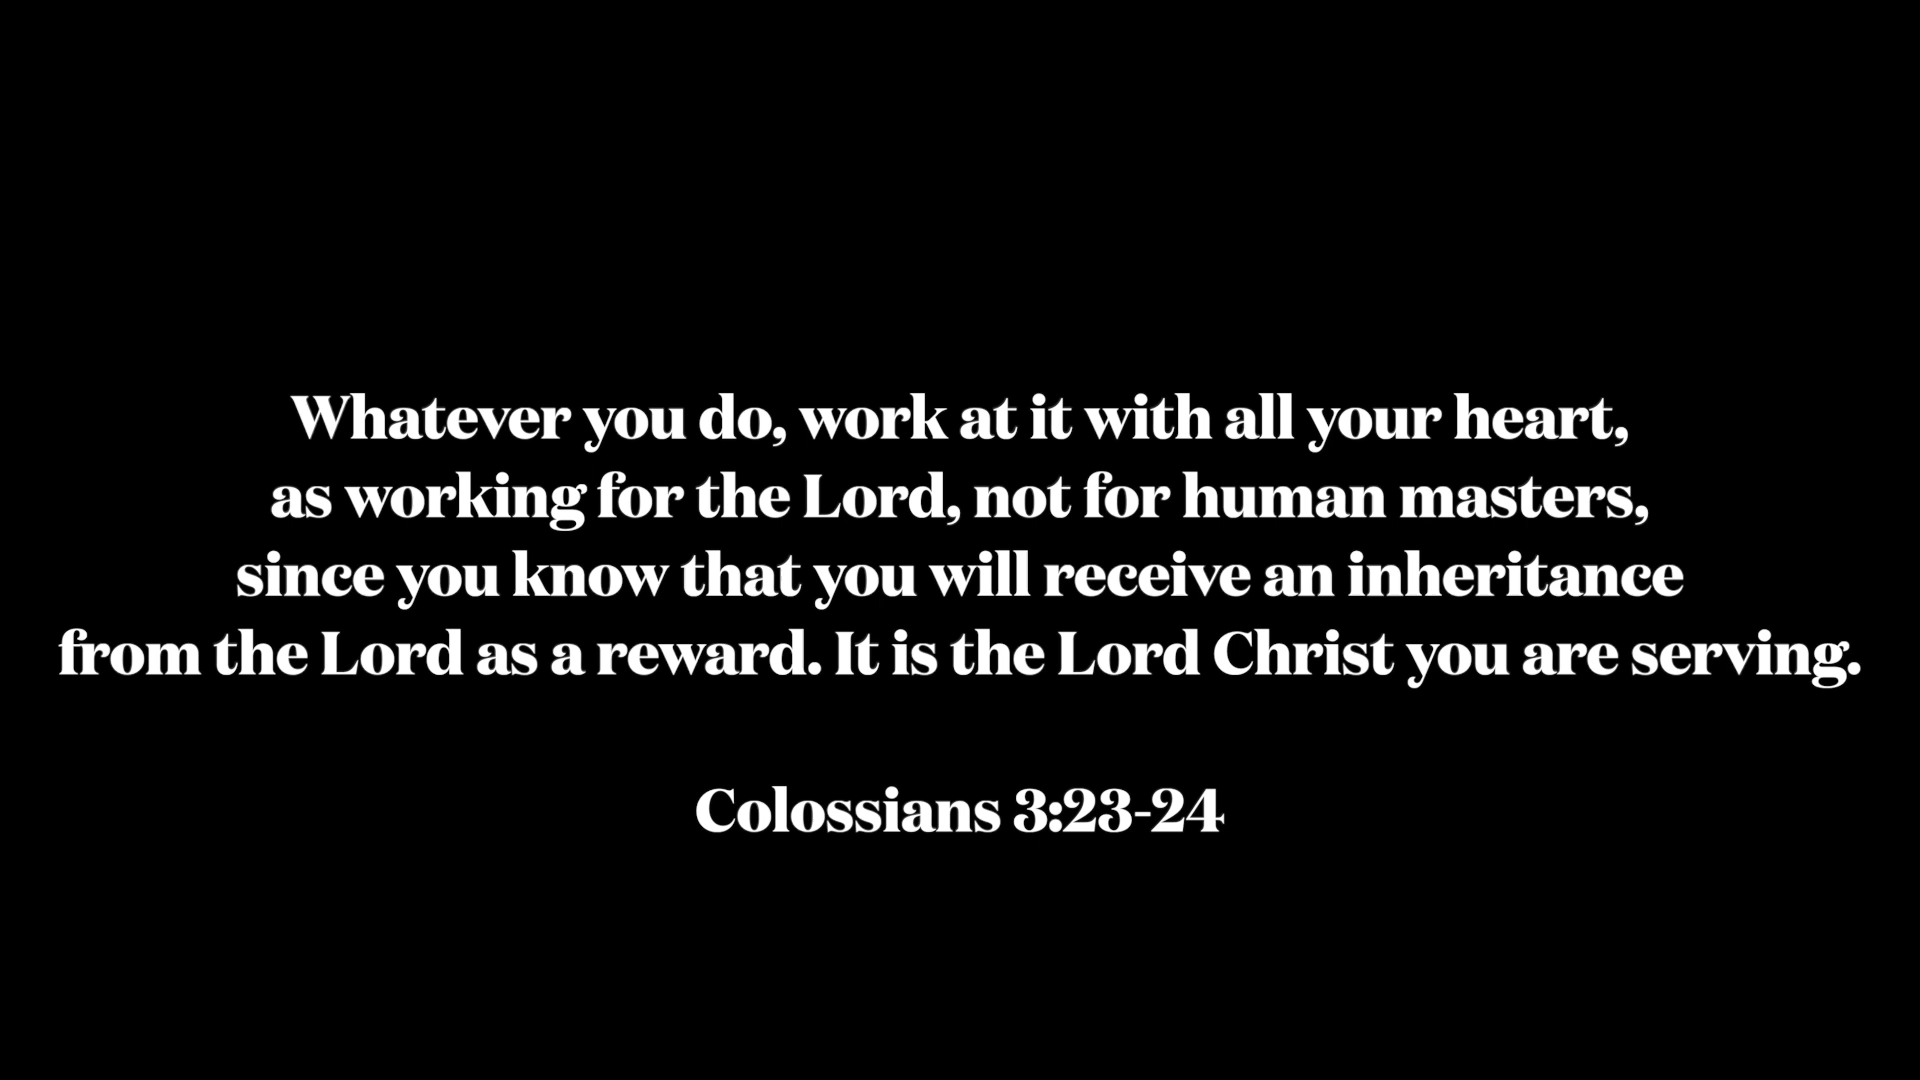 Whatever you do, work at it with all your heart,
as working for the Lord, not for human masters,
since you know that you will receive an inheritance
from the Lord as a reward. It is the Lord Christ you are serving.
Colossians 3:23-24